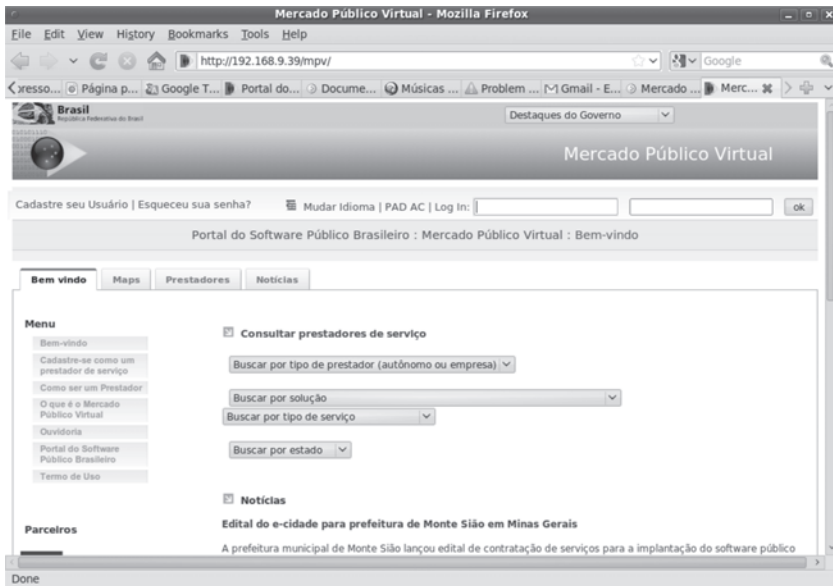 Mercado Público Virtual - Mozilla Firefox
File Edit View History Bookmarks Tools Help
http://192.168.9.39/mpv/
Google
xresso... Página p... Google T... Portal do... Docume... Músicas ... Problem ... Gmail - E... Mercado ... Merc...
Brasil
República Federativa do Brasil
Destaques do Governo
Mercado Público Virtual
Cadastre seu Usuário | Esqueceu sua senha?
Mudar Idioma | PAD AC | Log In:
ok
Portal do Software Público Brasileiro : Mercado Público Virtual : Bem-vindo
Bem vindo Maps Prestadores Notícias
Menu
Bem-vindo
Cadastre-se como um
prestador de serviço
Como ser um Prestador
O que é o Mercado
Público Virtual
Ouvidoria
Portal do Software
Público Brasileiro
Termo de Uso
Parceiros
Consultar prestadores de serviço
Buscar por tipo de prestador (autônomo ou empresa)
Buscar por solução
Buscar por tipo de serviço
Buscar por estado
Notícias
Edital do e-cidade para prefeitura de Monte Sião em Minas Gerais
A prefeitura municipal de Monte Sião lançou edital de contratação de serviços para a implantação do software público
Done